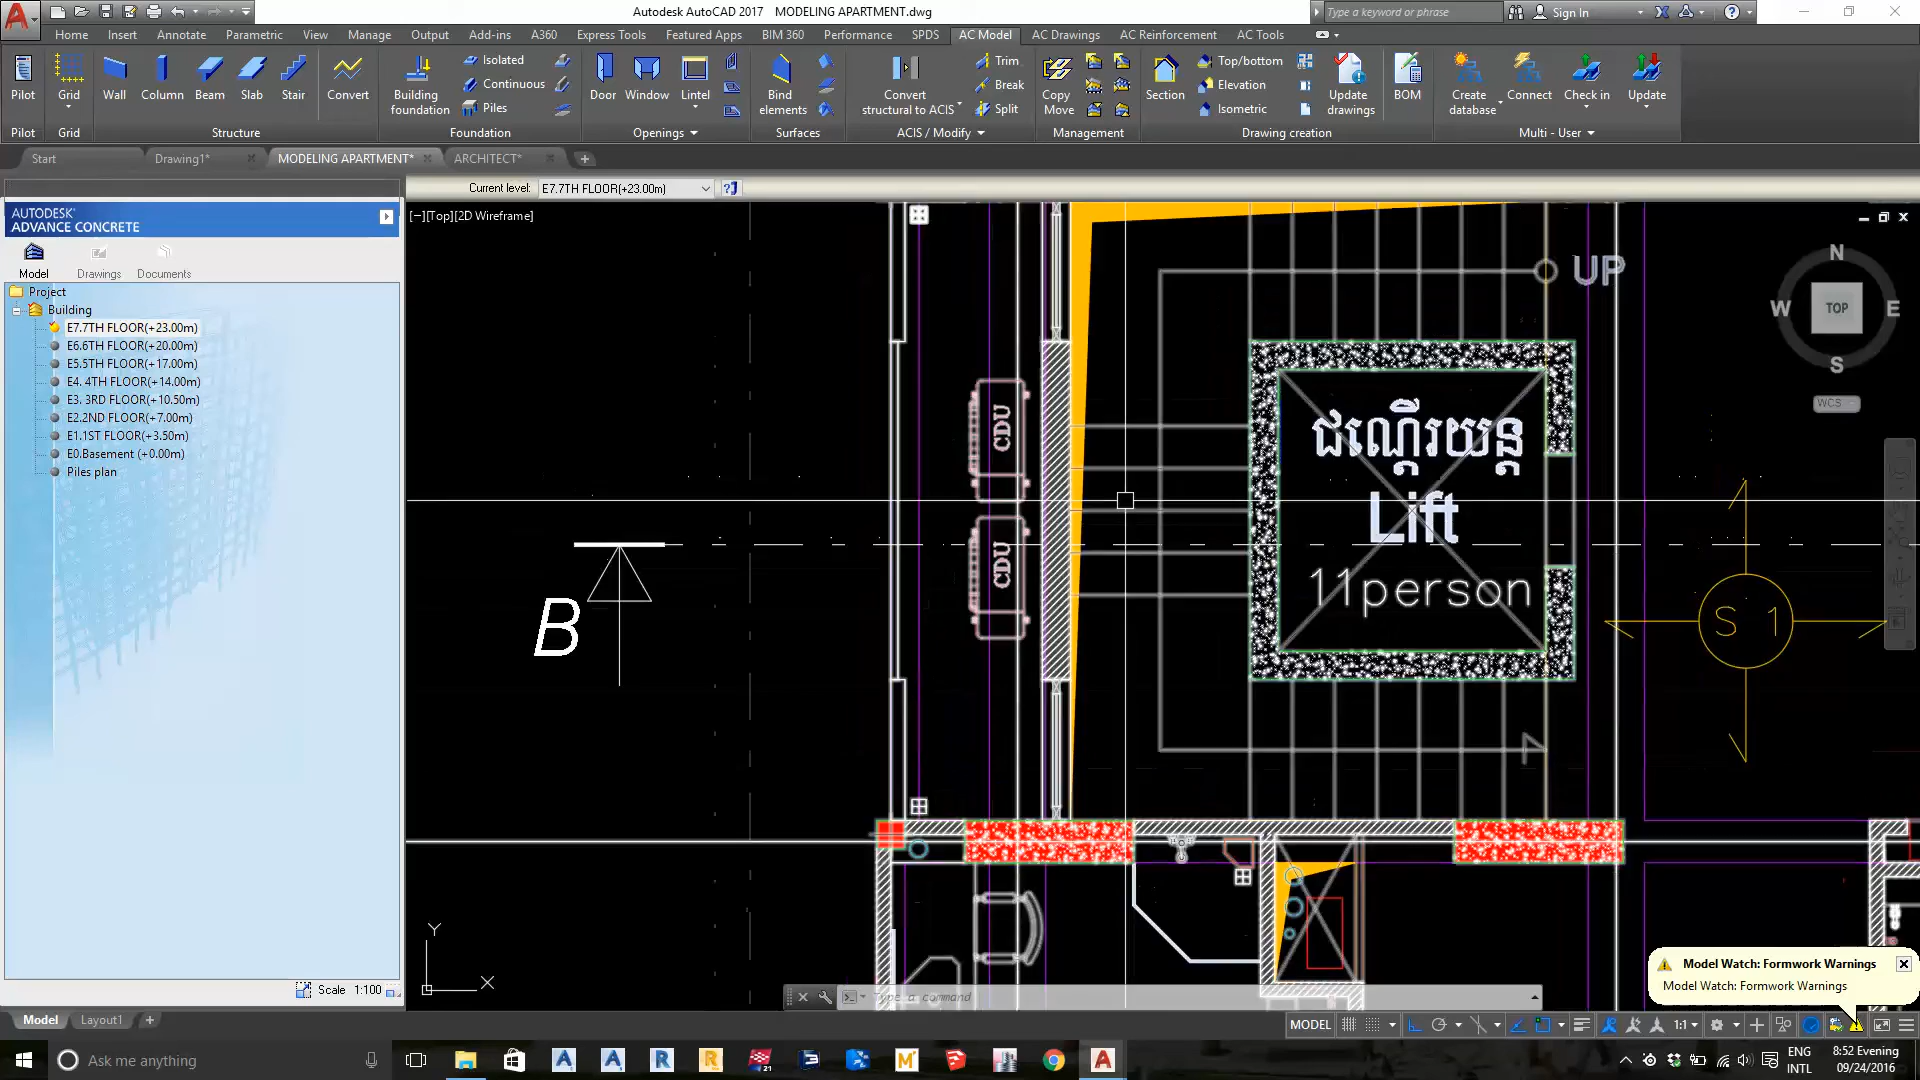 Autodesk AutoCAD 2017 MODELING APARTMENT.dwg
Type a keyword or phrase
Sign In
Home Insert Annotate Parametric View Manage Output Add-ins A360 Express Tools Featured Apps BIM 360 Performance SPDS AC Model AC Drawings AC Reinforcement AC Tools
Pilot
Grid
Wall
Column
Beam
Slab
Stair
Convert
Building foundation
Isolated
Continuous
Piles
Door
Window
Lintel
Bind elements
Convert structural to ACIS
Trim
Break
Split
Copy Move
Section
Top/bottom
Elevation
Isometric
Update drawings
BOM
Create database
Connect
Check in
Update
Pilot Grid Structure Foundation Openings Surfaces ACIS / Modify Management Drawing creation Multi - User
Start Drawing1* MODELING APARTMENT* ARCHITECT*
Current level: E7.7TH FLOOR(+23.00m)
AUTODESK®
ADVANCE CONCRETE
Model Drawings Documents
Project
Building
E7.7TH FLOOR(+23.00m)
E6.6TH FLOOR(+20.00m)
E5.5TH FLOOR(+17.00m)
E4. 4TH FLOOR(+14.00m)
E3. 3RD FLOOR(+10.50m)
E2.2ND FLOOR(+7.00m)
E1.1ST FLOOR(+3.50m)
E0.Basement (+0.00m)
Piles plan
Scale 1:100
[−][Top][2D Wireframe]
UP
N
W TOP E
S
WCS
CDU
CDU
ជណ្តើរយន្ត
Lift
11person
B
S 1
Y
X
Type a command
Model Watch: Formwork Warnings
Model Watch: Formwork Warnings
Model Layout1
MODEL
1:1
Ask me anything
21
ENG
INTL
8:52 Evening
09/24/2016